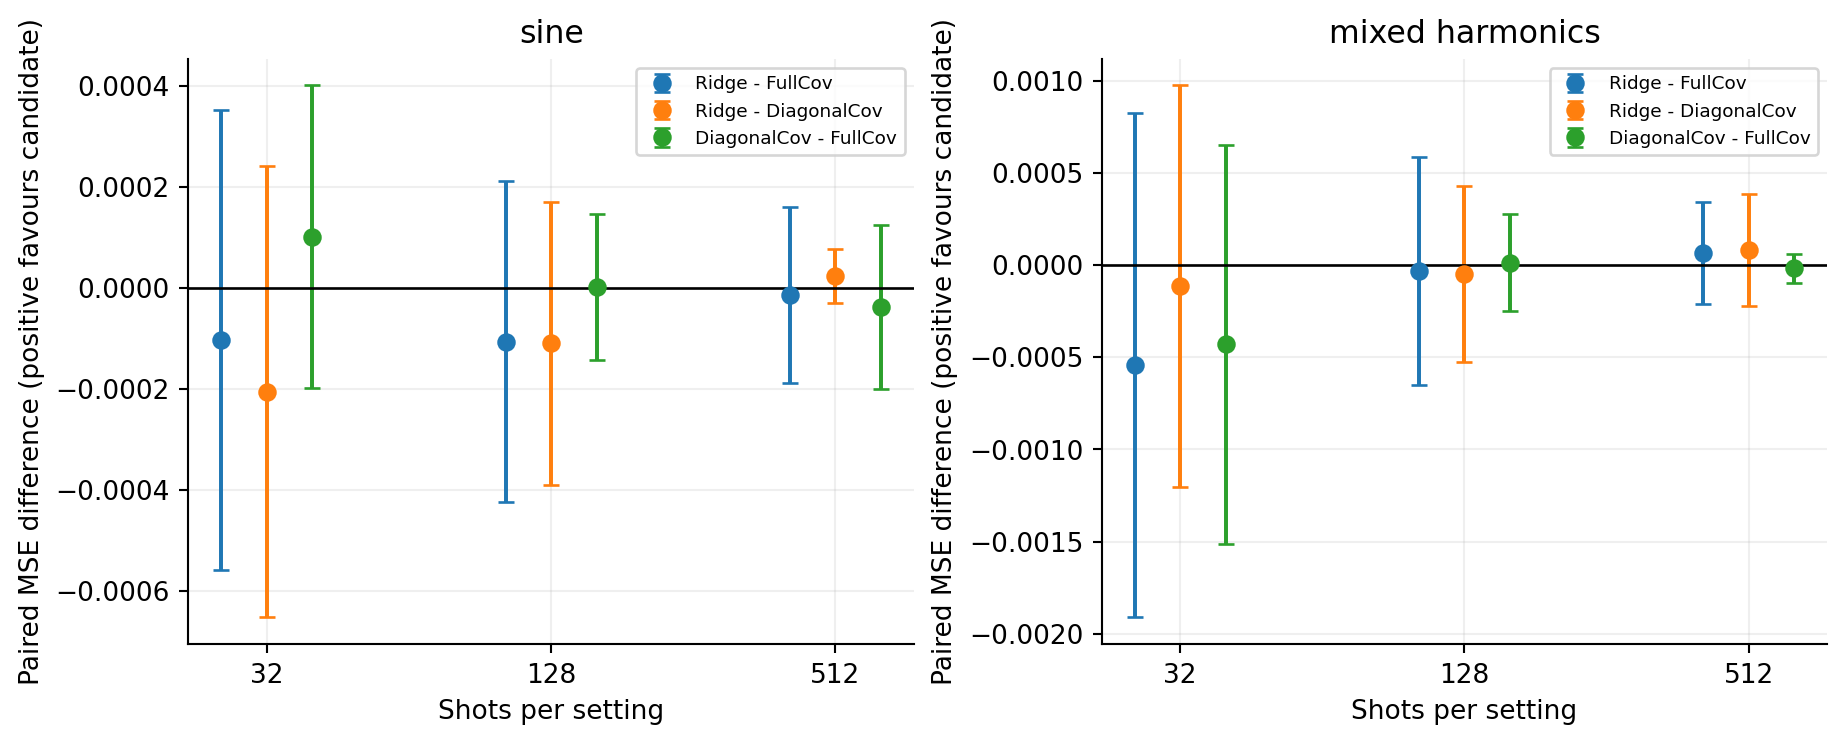 sine
Paired MSE difference (positive favours candidate)
0.0004
0.0002
0.0000
−0.0002
−0.0004
−0.0006
Ridge - FullCov
Ridge - DiagonalCov
DiagonalCov - FullCov
32
128
512
Shots per setting
mixed harmonics
Paired MSE difference (positive favours candidate)
0.0010
0.0005
0.0000
−0.0005
−0.0010
−0.0015
−0.0020
Ridge - FullCov
Ridge - DiagonalCov
DiagonalCov - FullCov
32
128
512
Shots per setting